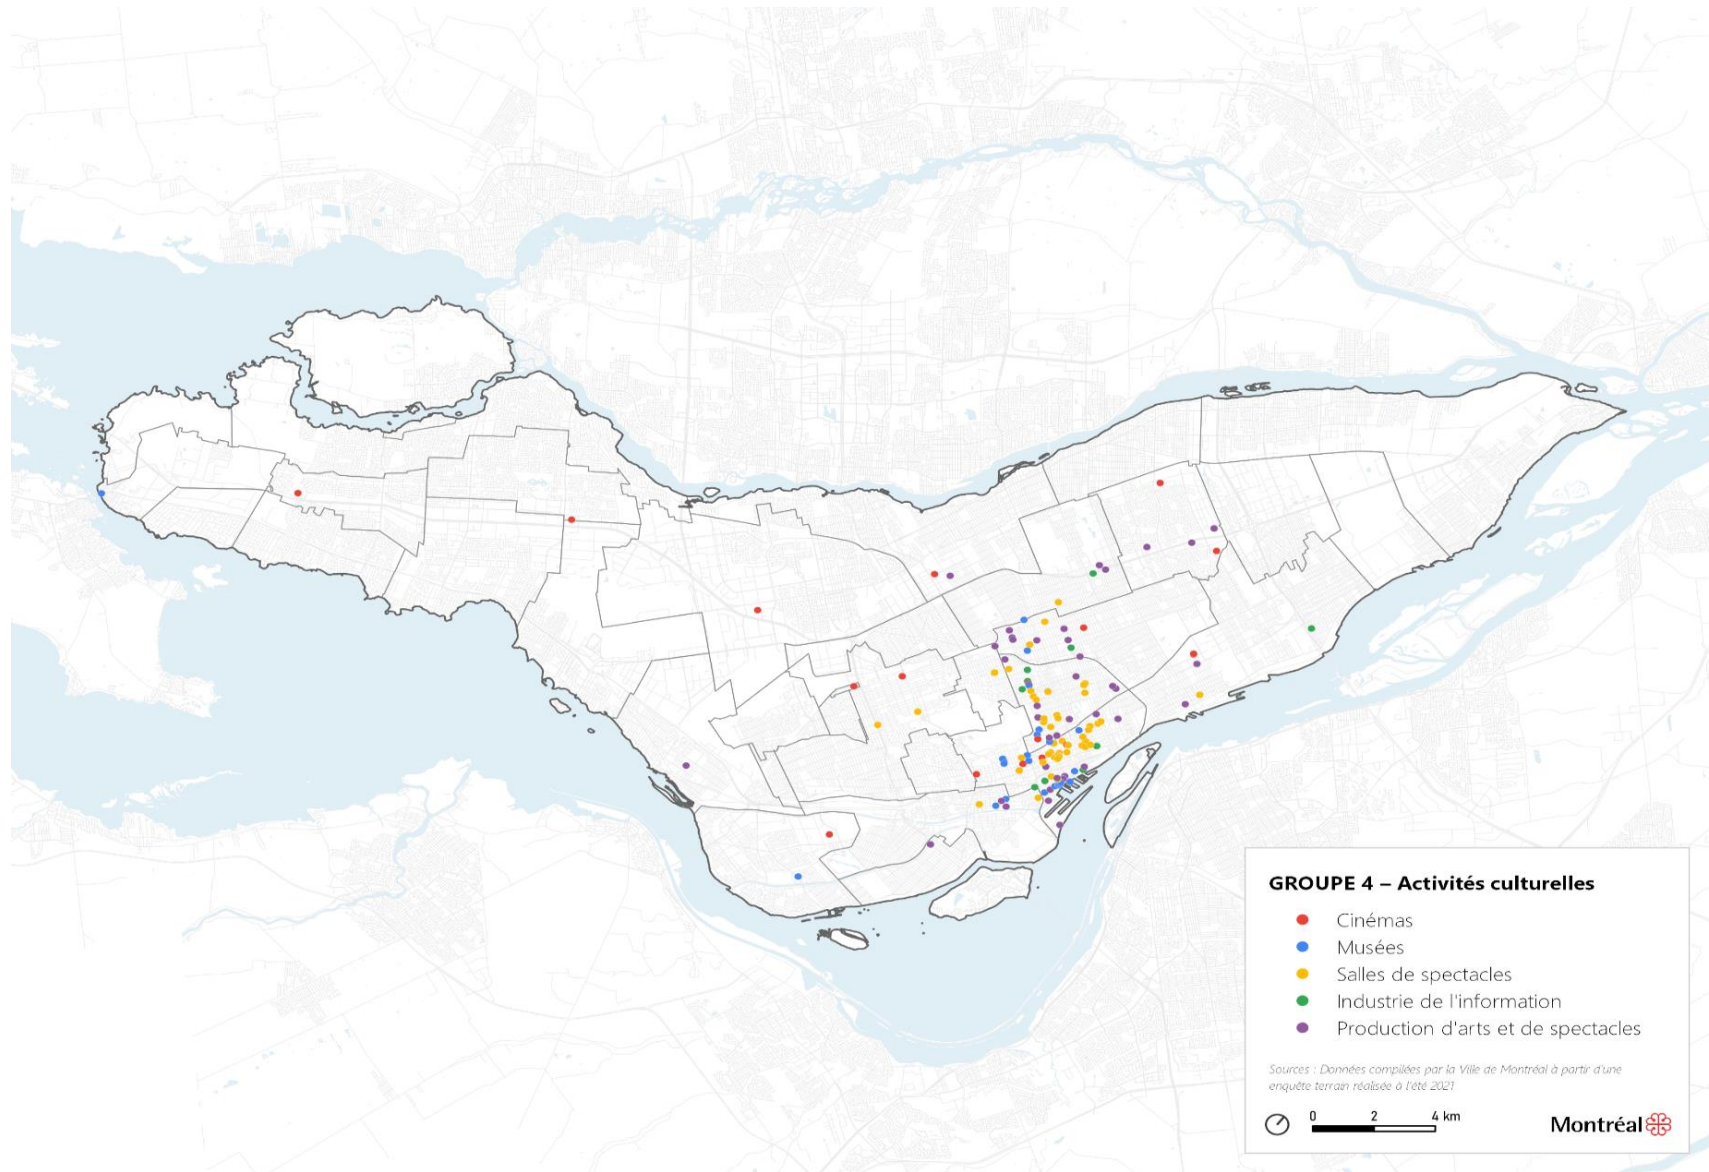 GROUPE 4 – Activités culturelles
Cinémas
Musées
Salles de spectacles
Industrie de l'information
Production d'arts et de spectacles
Sources : Données compilées par la Ville de Montréal à partir d'une
enquête terrain réalisée à l'été 2021
0 2 4 km
Montréal